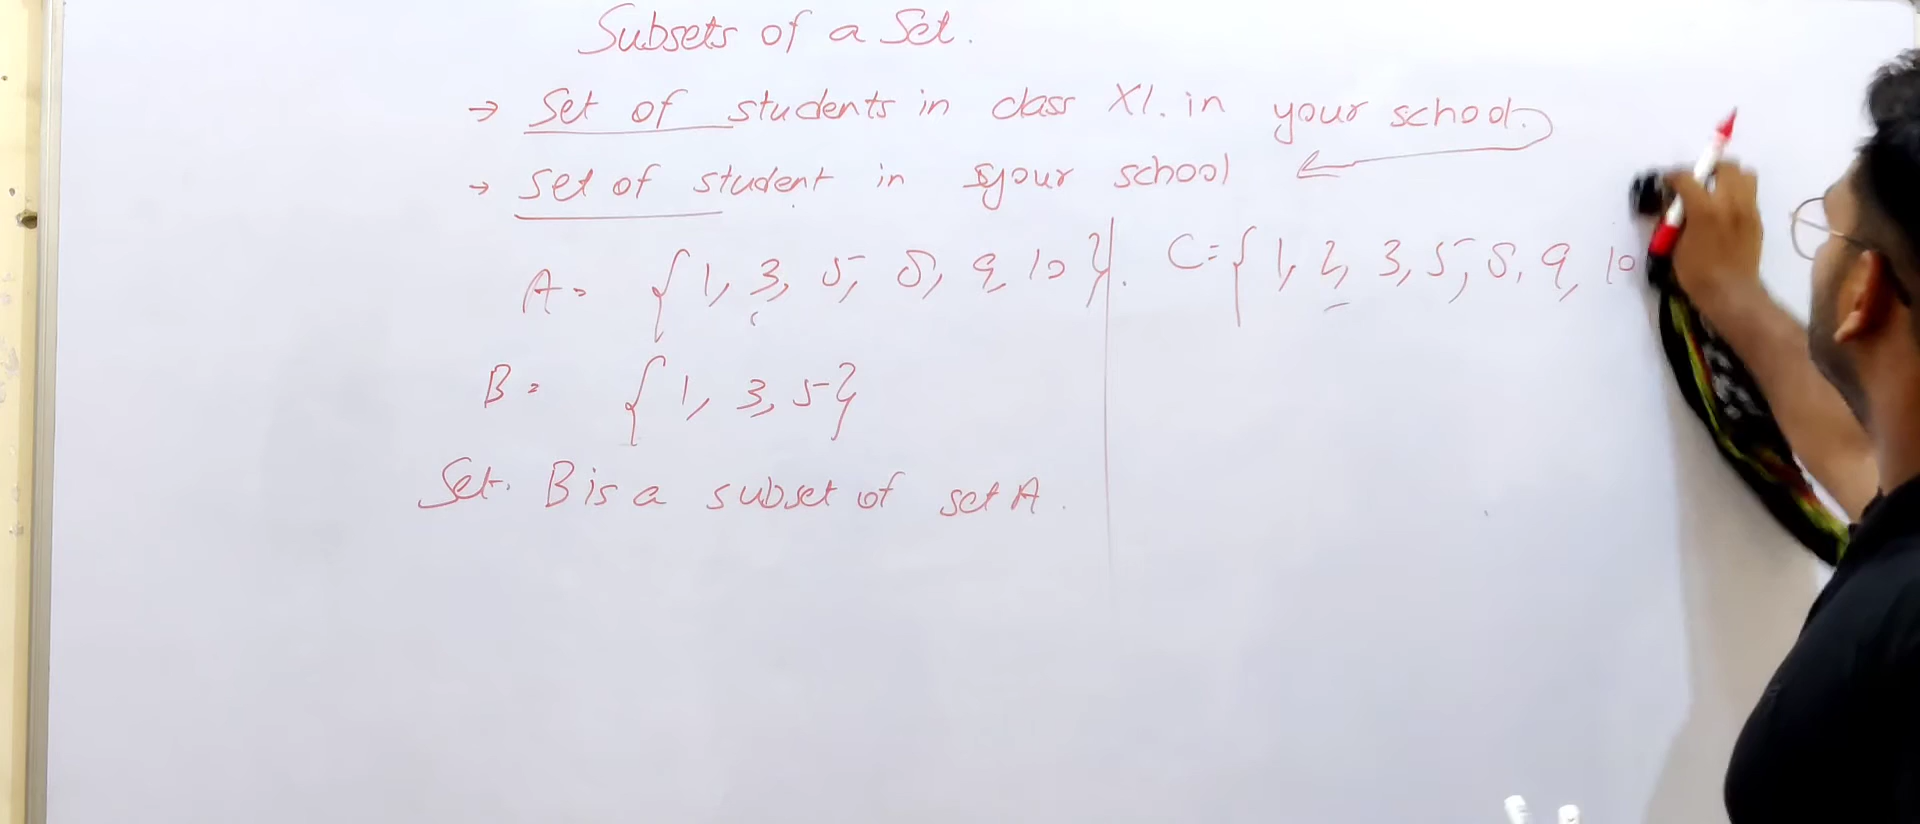 Subsets of a Set.
→ Set of students in class XI. in your school.
→ set of student in your school
A = {1, 3, 5, 8, 9, 10}. C = {1, 2, 3, 5, 8, 9, 10
B = {1, 3, 5}
Set. B is a subset of set A.